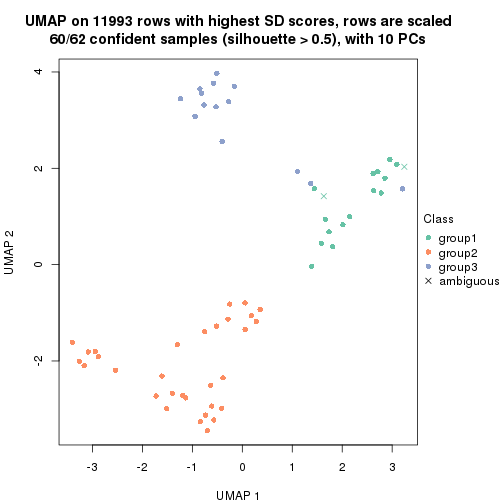 UMAP on 11993 rows with highest SD scores, rows are scaled
60/62 confident samples (silhouette > 0.5), with 10 PCs
4
2
0
-2
UMAP 2
Class
group1
group2
group3
ambiguous
-3 -2 -1 0 1 2 3
UMAP 1